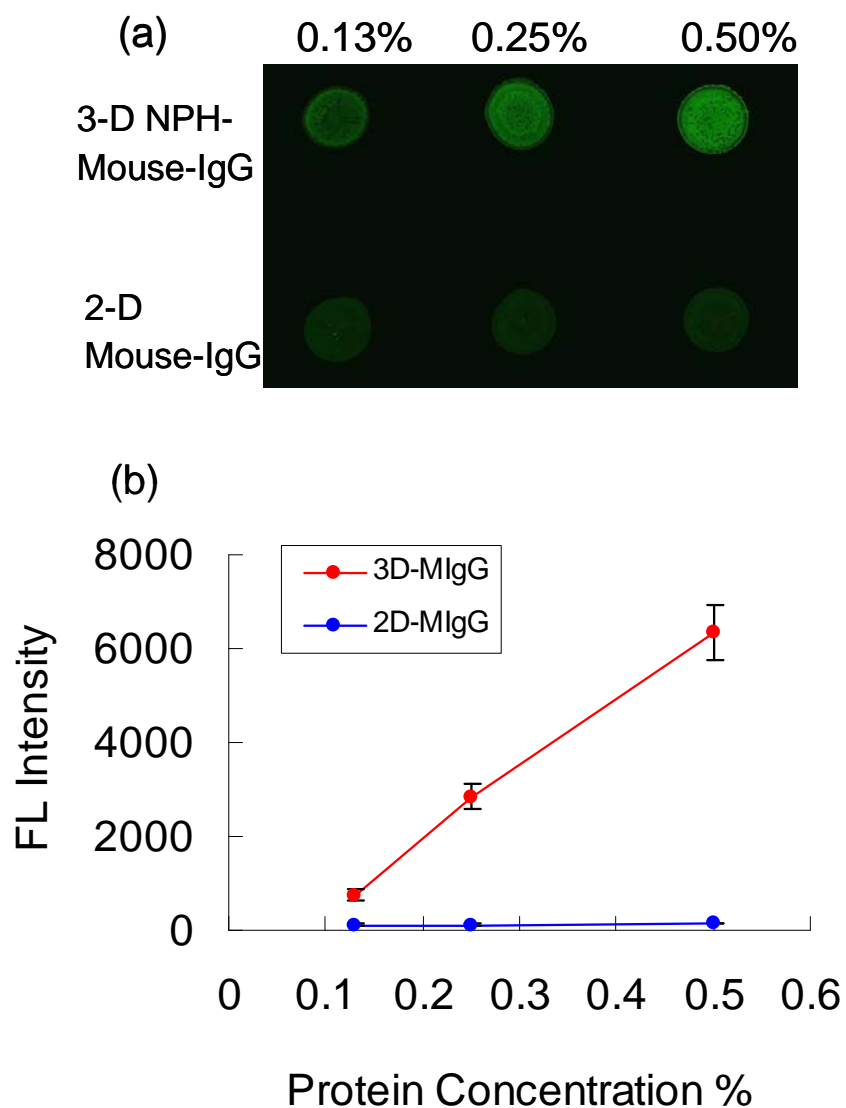 (a)
0.13% 0.25% 0.50%
3-D NPH-
Mouse-IgG
2-D
Mouse-IgG
(b)
8000
6000
4000
2000
0
FL Intensity
3D-MIgG
2D-MIgG
0 0.1 0.2 0.3 0.4 0.5 0.6
Protein Concentration %